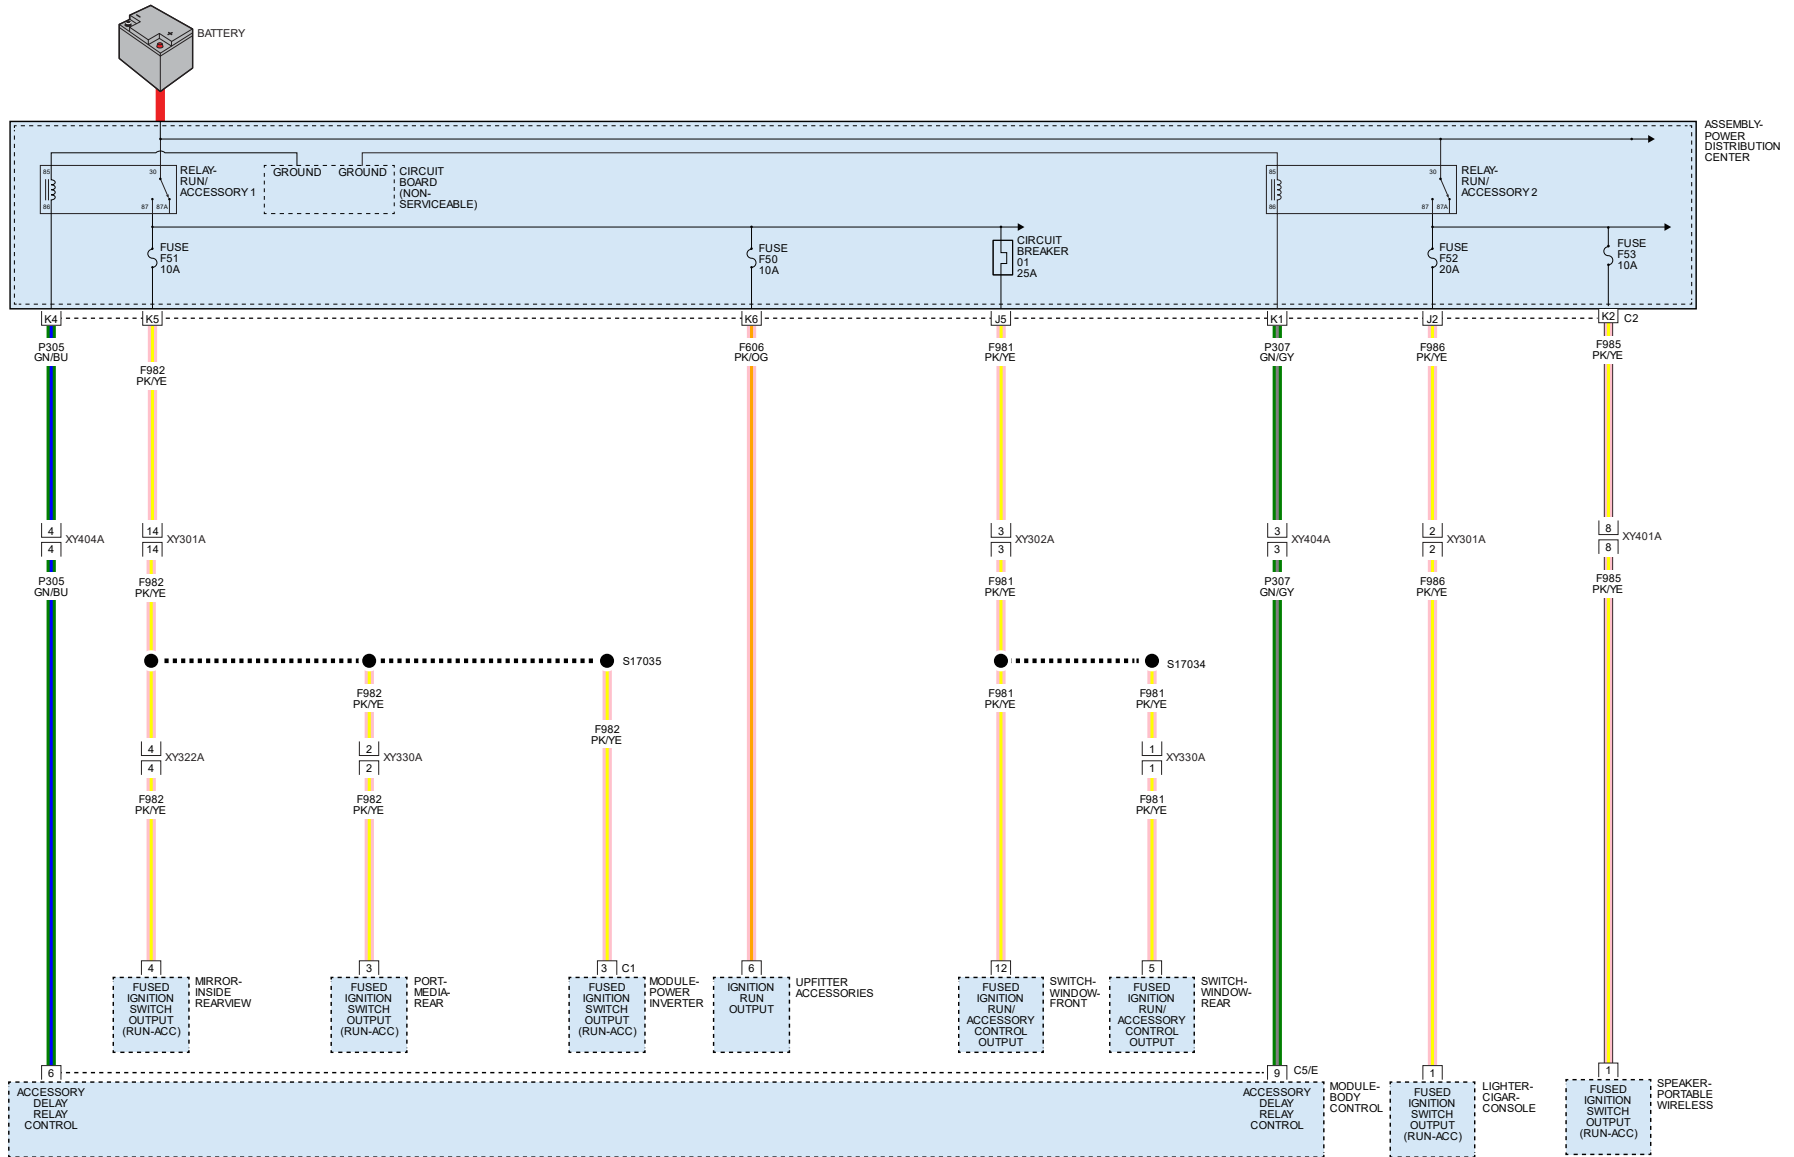 BATTERY
ASSEMBLY-
POWER
DISTRIBUTION
CENTER
85
86
30
87
87A
RELAY-
RUN/
ACCESSORY 1
GROUND
GROUND
CIRCUIT
BOARD
(NON-
SERVICEABLE)
85
86
30
87
87A
RELAY-
RUN/
ACCESSORY 2
FUSE
F51
10A
FUSE
F50
10A
CIRCUIT
BREAKER
01
25A
FUSE
F52
20A
FUSE
F53
10A
K4
K5
K6
J5
K1
J2
K2
C2
P305
GN/BU
F982
PK/YE
F606
PK/OG
F981
PK/YE
P307
GN/GY
F986
PK/YE
F985
PK/YE
4
4
XY404A
14
14
XY301A
3
3
XY302A
3
3
XY404A
2
2
XY301A
8
8
XY401A
P305
GN/BU
F982
PK/YE
F981
PK/YE
P307
GN/GY
F986
PK/YE
F985
PK/YE
S17035
S17034
F982
PK/YE
F982
PK/YE
F981
PK/YE
F981
PK/YE
4
4
XY322A
2
2
XY330A
1
1
XY330A
F982
PK/YE
F982
PK/YE
F981
PK/YE
4
FUSED
IGNITION
SWITCH
OUTPUT
(RUN-ACC)
MIRROR-
INSIDE
REARVIEW
3
FUSED
IGNITION
SWITCH
OUTPUT
(RUN-ACC)
PORT-
MEDIA-
REAR
3
C1
FUSED
IGNITION
SWITCH
OUTPUT
(RUN-ACC)
MODULE-
POWER
INVERTER
6
IGNITION
RUN
OUTPUT
UPFITTER
ACCESSORIES
12
FUSED
IGNITION
RUN/
ACCESSORY
CONTROL
OUTPUT
SWITCH-
WINDOW-
FRONT
5
FUSED
IGNITION
RUN/
ACCESSORY
CONTROL
OUTPUT
SWITCH-
WINDOW-
REAR
6
ACCESSORY
DELAY
RELAY
CONTROL
9
C5/E
ACCESSORY
DELAY
RELAY
CONTROL
MODULE-
BODY
CONTROL
1
FUSED
IGNITION
SWITCH
OUTPUT
(RUN-ACC)
LIGHTER-
CIGAR-
CONSOLE
1
FUSED
IGNITION
SWITCH
OUTPUT
(RUN-ACC)
SPEAKER-
PORTABLE
WIRELESS